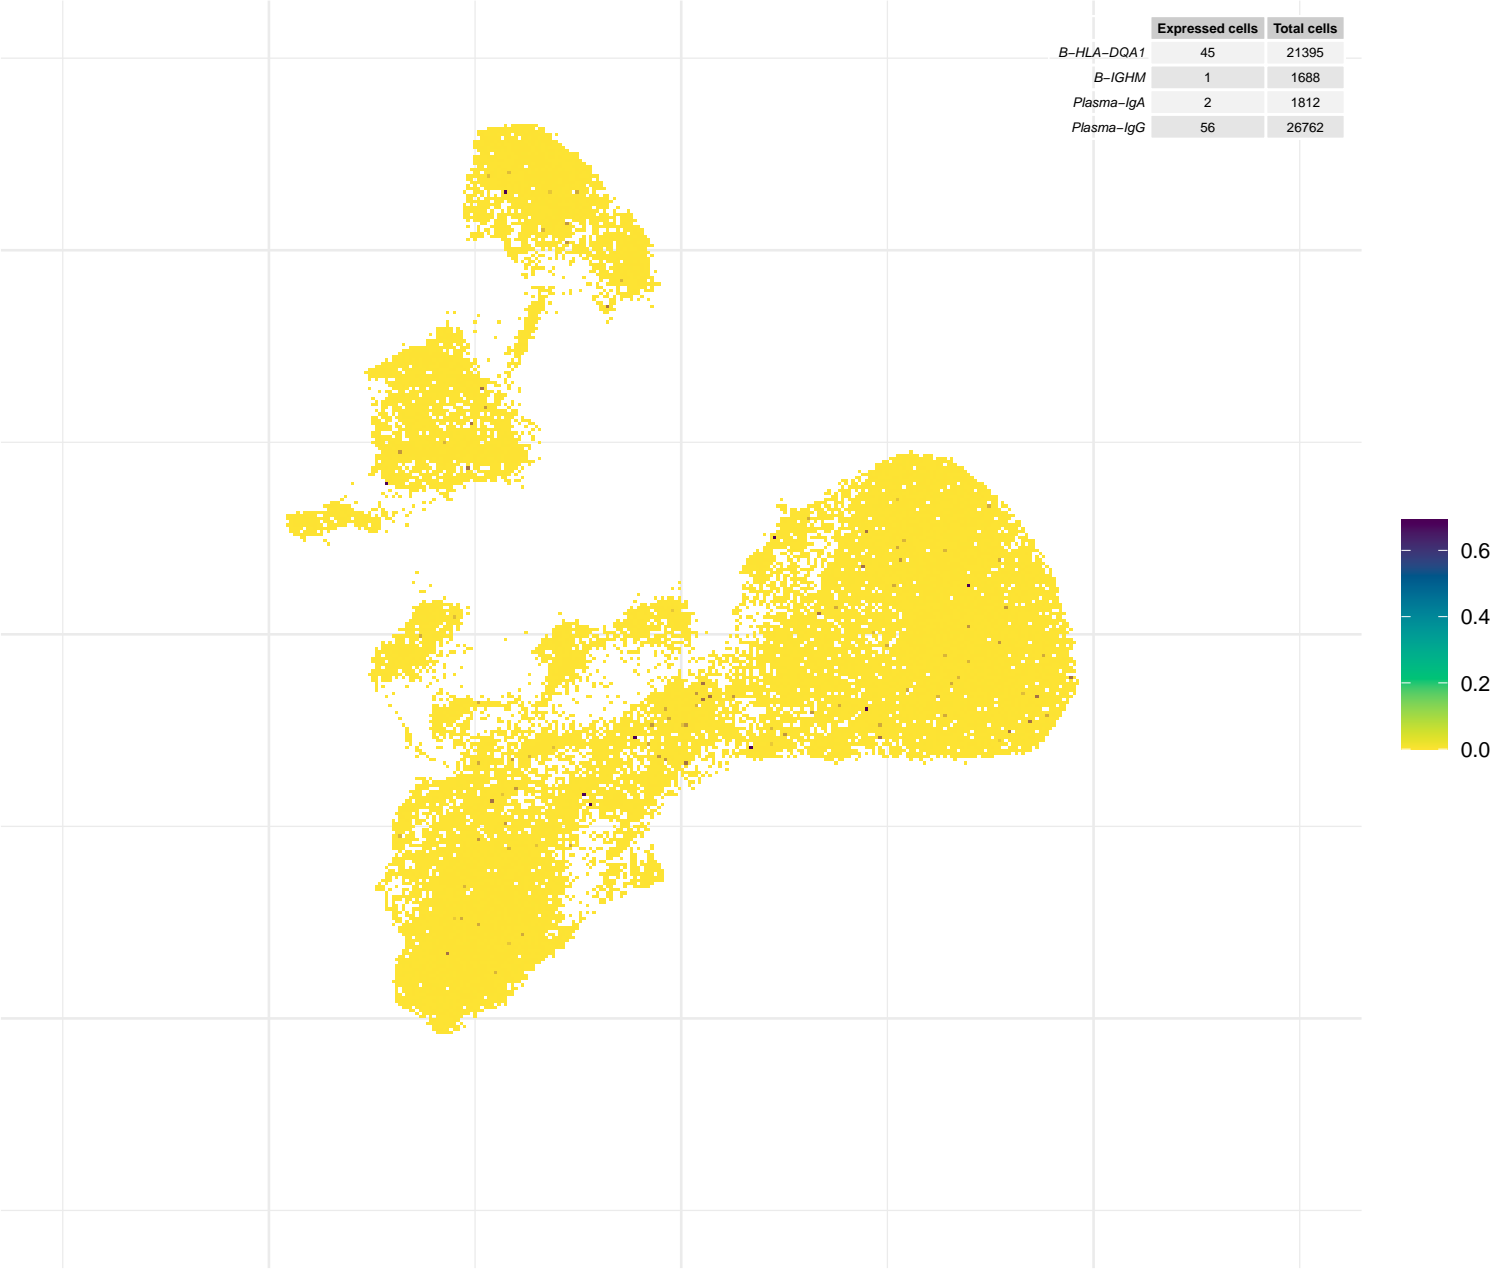 Expressed cells Total cells
B−HLA−DQA1 45 21395
B−IGHM 1 1688
Plasma−IgA 2 1812
Plasma−IgG 56 26762
0.6
0.4
0.2
0.0